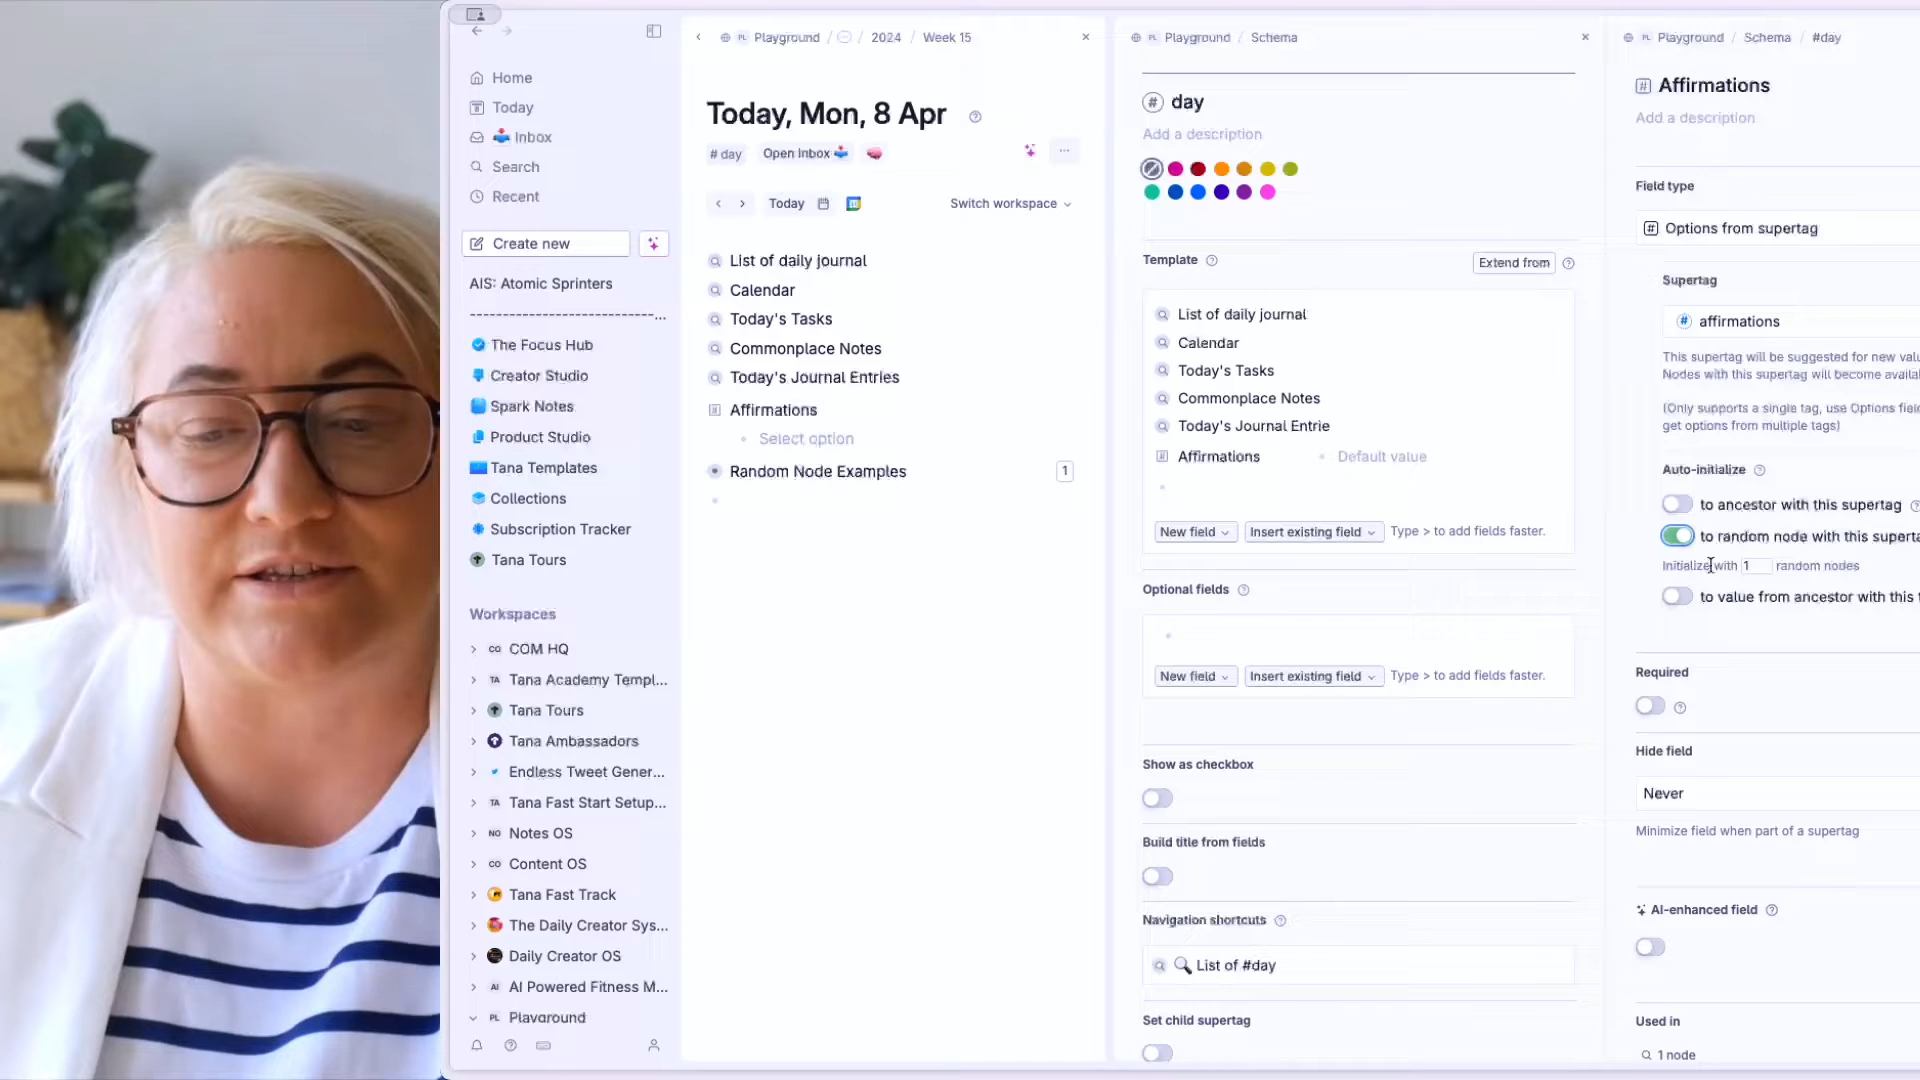 Home
Today
Inbox
Search
Recent
Create new
AIS: Atomic Sprinters
----------------------------...
The Focus Hub
Creator Studio
Spark Notes
Product Studio
Tana Templates
Collections
Subscription Tracker
Tana Tours
Workspaces
CO COM HQ
TA Tana Academy Templ...
Tana Tours
Tana Ambassadors
Endless Tweet Gener...
TA Tana Fast Start Setup...
NO Notes OS
CO Content OS
Tana Fast Track
The Daily Creator Sys...
Daily Creator OS
AI AI Powered Fitness M...
PL Playground
PL Playground / / 2024 / Week 15
Today, Mon, 8 Apr
# day Open Inbox
Today Switch workspace
List of daily journal
Calendar
Today's Tasks
Commonplace Notes
Today's Journal Entries
Affirmations
Select option
Random Node Examples 1
PL Playground / Schema
# day
Add a description
Template Extend from
List of daily journal
Calendar
Today's Tasks
Commonplace Notes
Today's Journal Entrie
Affirmations Default value
New field Insert existing field Type > to add fields faster.
Optional fields
New field Insert existing field Type > to add fields faster.
Show as checkbox
Build title from fields
Navigation shortcuts
List of #day
Set child supertag
PL Playground / Schema / #day
Affirmations
Add a description
Field type
Options from supertag
Supertag
# affirmations
This supertag will be suggested for new valu
Nodes with this supertag will become availa
(Only supports a single tag, use Options fiel
get options from multiple tags)
Auto-initialize
to ancestor with this supertag
to random node with this superta
Initialize with 1 random nodes
to value from ancestor with this f
Required
Hide field
Never
Minimize field when part of a supertag
AI-enhanced field
Used in
1 node